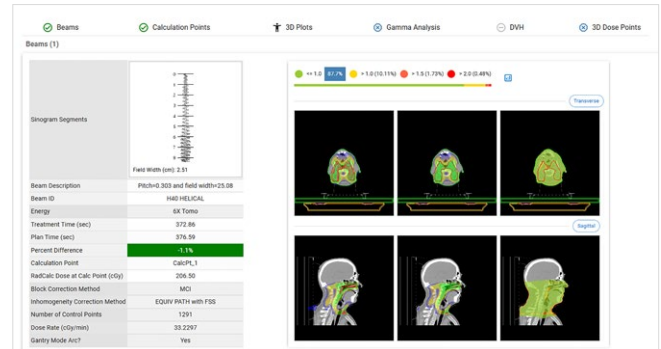 Beams
Calculation Points
3D Plots
Gamma Analysis
DVH
3D Dose Points
Beams (1)
Sinogram Segments
Field Width (cm): 2.51
<= 1.0 87.7% > 1.0 (10.11%) > 1.5 (1.73%) > 2.0 (0.48%)
Transverse
Sagittal
Beam Description Pitch=0.303 and field width=25.08
Beam ID H40 HELICAL
Energy 6X Tomo
Treatment Time (sec) 372.86
Plan Time (sec) 376.59
Percent Difference -1.1%
Calculation Point CalcPt_1
RadCalc Dose at Calc Point (cGy) 206.50
Block Correction Method MCI
Inhomogeneity Correction Method EQUIV PATH with FSS
Number of Control Points 1291
Dose Rate (cGy/min) 33.2297
Gantry Mode Arc? Yes